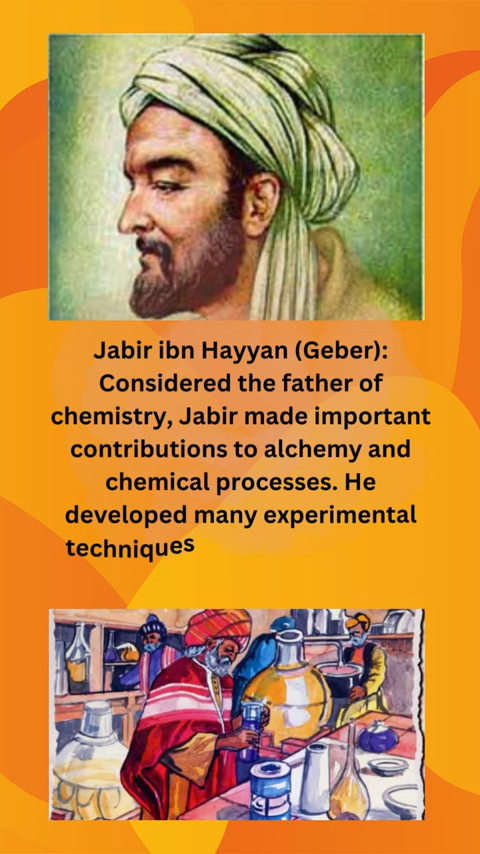 Jabir ibn Hayyan (Geber):
Considered the father of
chemistry, Jabir made important
contributions to alchemy and
chemical processes. He
developed many experimental
techniques